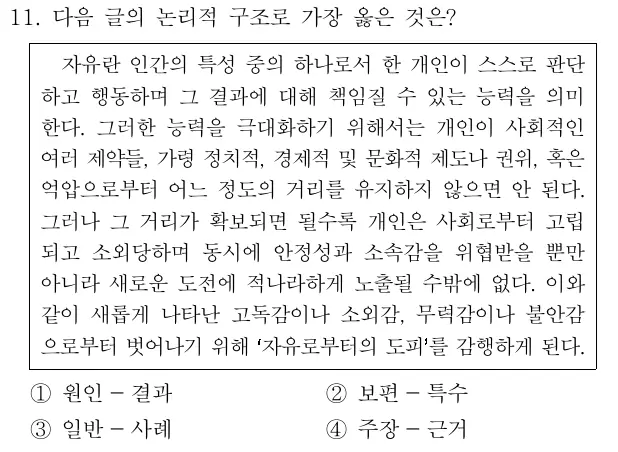 11. 다음 글의 논리적 구조로 가장 옳은 것은?
자유란 인간의 특성 중의 하나로서 한 개인이 스스로 판단
하고 행동하며 그 결과에 대해 책임질 수 있는 능력을 의미
한다. 그러한 능력을 극대화하기 위해서는 개인이 사회적인
여러 제약들, 가령 정치적, 경제적 및 문화적 제도나 권위, 혹은
억압으로부터 어느 정도의 거리를 유지하지 않으면 안 된다.
그러나 그 거리가 확보되면 될수록 개인은 사회로부터 고립
되고 소외당하며 동시에 안정성과 소속감을 위협받을 뿐만
아니라 새로운 도전에 적나라하게 노출될 수밖에 없다. 이와
같이 새롭게 나타난 고독감이나 소외감, 무력감이나 불안감
으로부터 벗어나기 위해 ‘자유로부터의 도피’를 감행하게 된다.
① 원인 – 결과 ② 보편 – 특수
③ 일반 – 사례 ④ 주장 – 근거